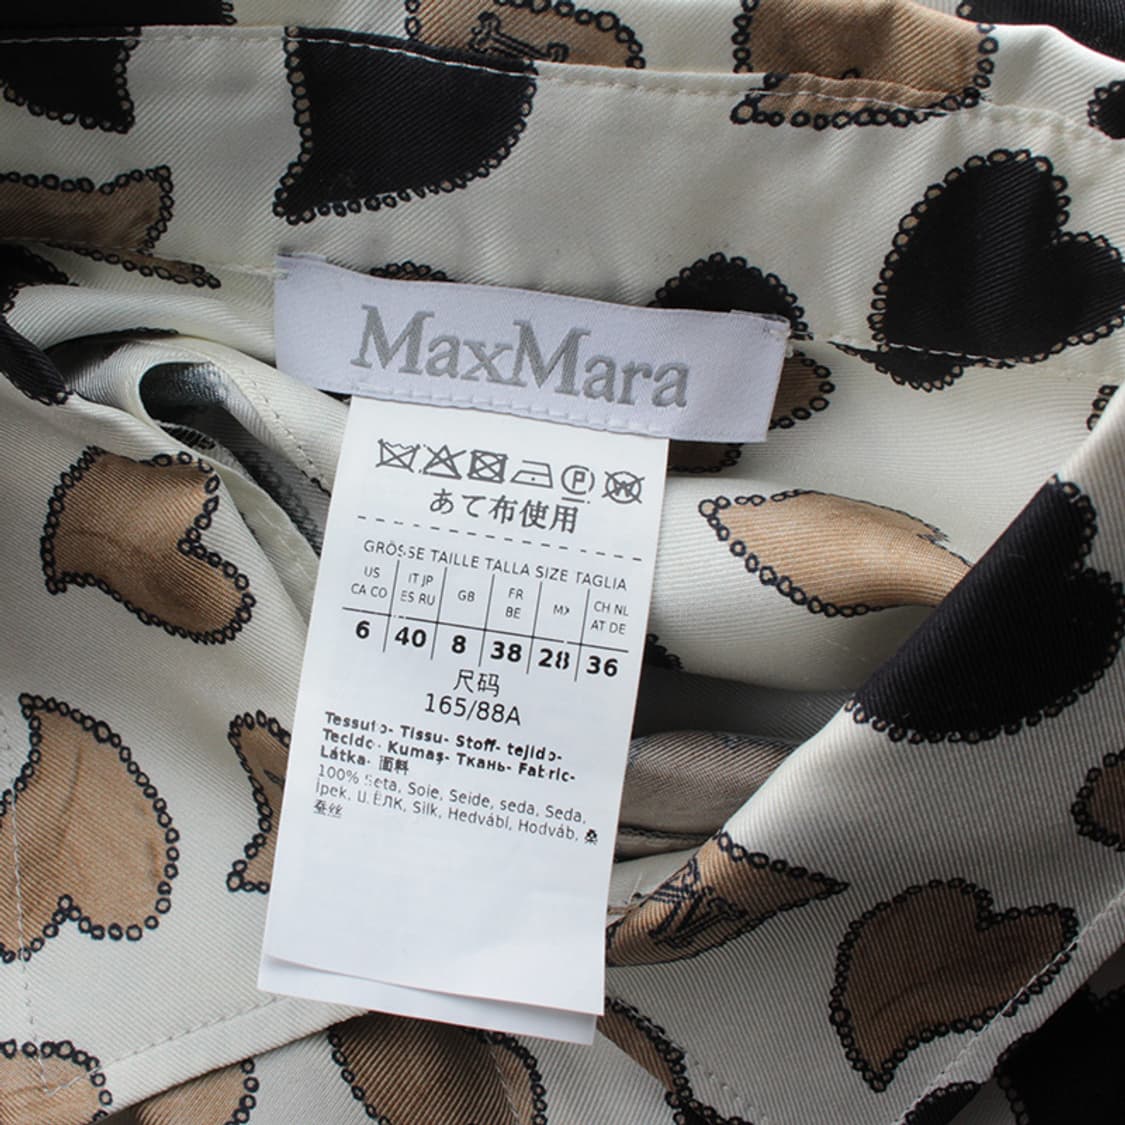 MaxMara
P W
あて布使用
GRÖSSE TAILLE TALLA SIZE TAGLIA
US CA CO
IT JP ES RU
GB
FR BE
MX
CH NL AT DE
6 40 8 38 28 36
尺码
165/88A
Tessuto- Tissu- Stoff- tejido-
Tecido- Kumaş- Ткань- Fabric-
Látka- 面料
100% Seta, Soie, Seide, seda, Seda,
İpek, ШЁЛК, Silk, Hedvábí, Hodváb, 桑
蚕丝